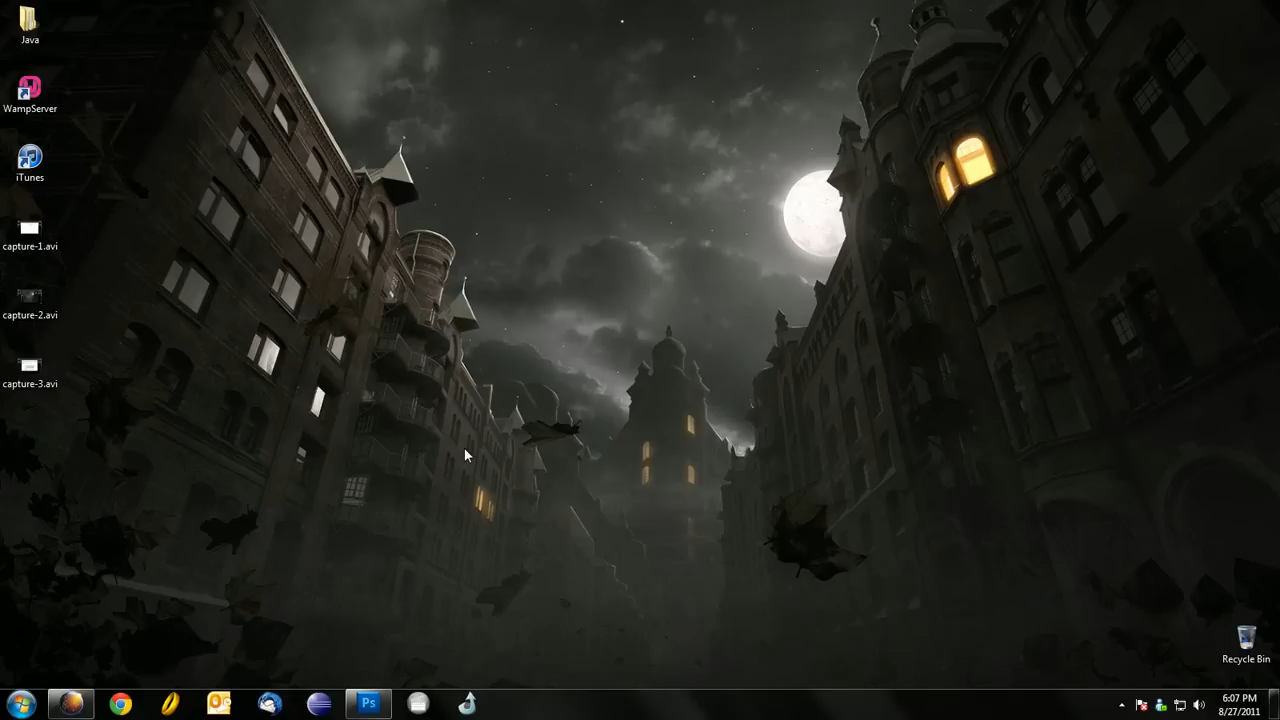 Java
WampServer
iTunes
capture-1.avi
capture-2.avi
capture-3.avi
Recycle Bin
Ps
6:07 PM
8/27/2011